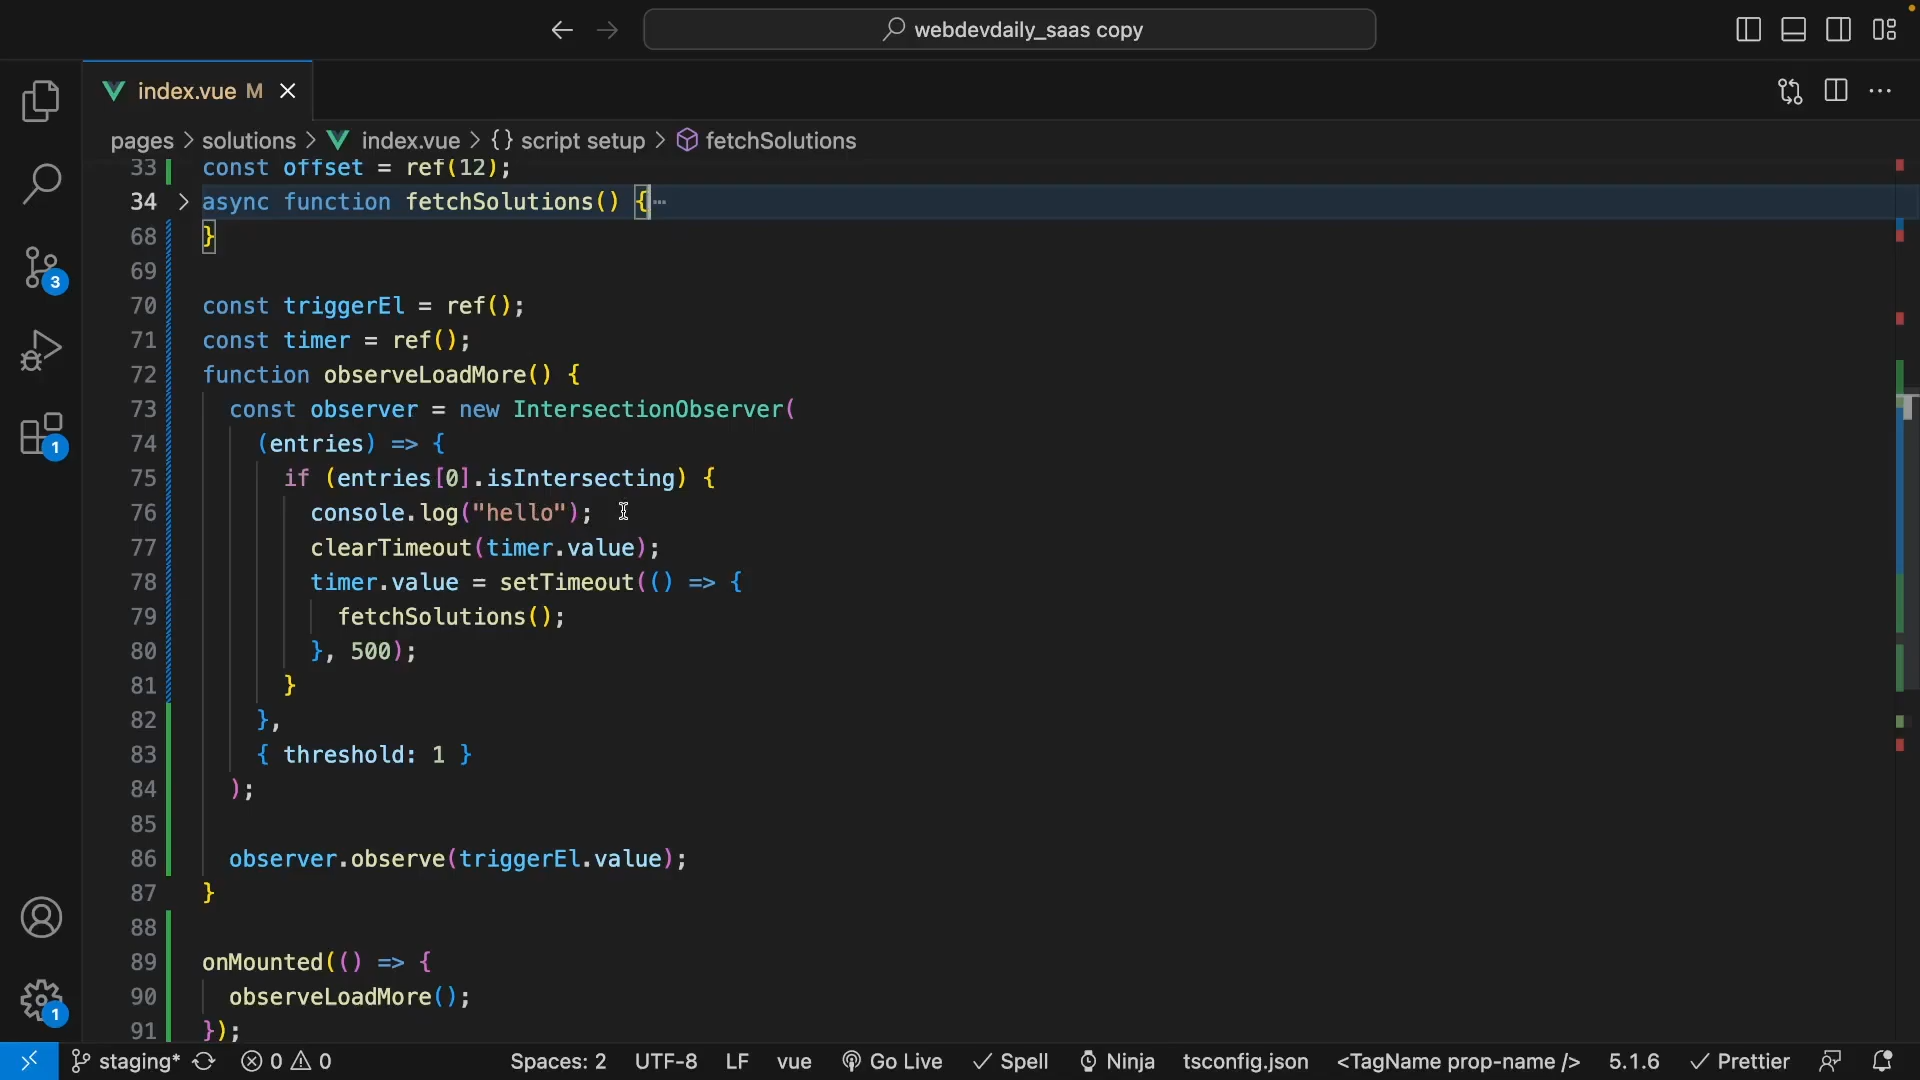 webdevdaily_saas copy
index.vue M
pages > solutions > index.vue > {} script setup > fetchSolutions
33 const offset = ref(12);
34 async function fetchSolutions() {⋯
68 }
69
70 const triggerEl = ref();
71 const timer = ref();
72 function observeLoadMore() {
73 const observer = new IntersectionObserver(
74 (entries) => {
75 if (entries[0].isIntersecting) {
76 console.log("hello");
77 clearTimeout(timer.value);
78 timer.value = setTimeout(() => {
79 fetchSolutions();
80 }, 500);
81 }
82 },
83 { threshold: 1 }
84 );
85
86 observer.observe(triggerEl.value);
87 }
88
89 onMounted(() => {
90 observeLoadMore();
91 });
3
1
1
staging* 0 0 Spaces: 2 UTF-8 LF vue Go Live Spell Ninja tsconfig.json <TagName prop-name /> 5.1.6 Prettier